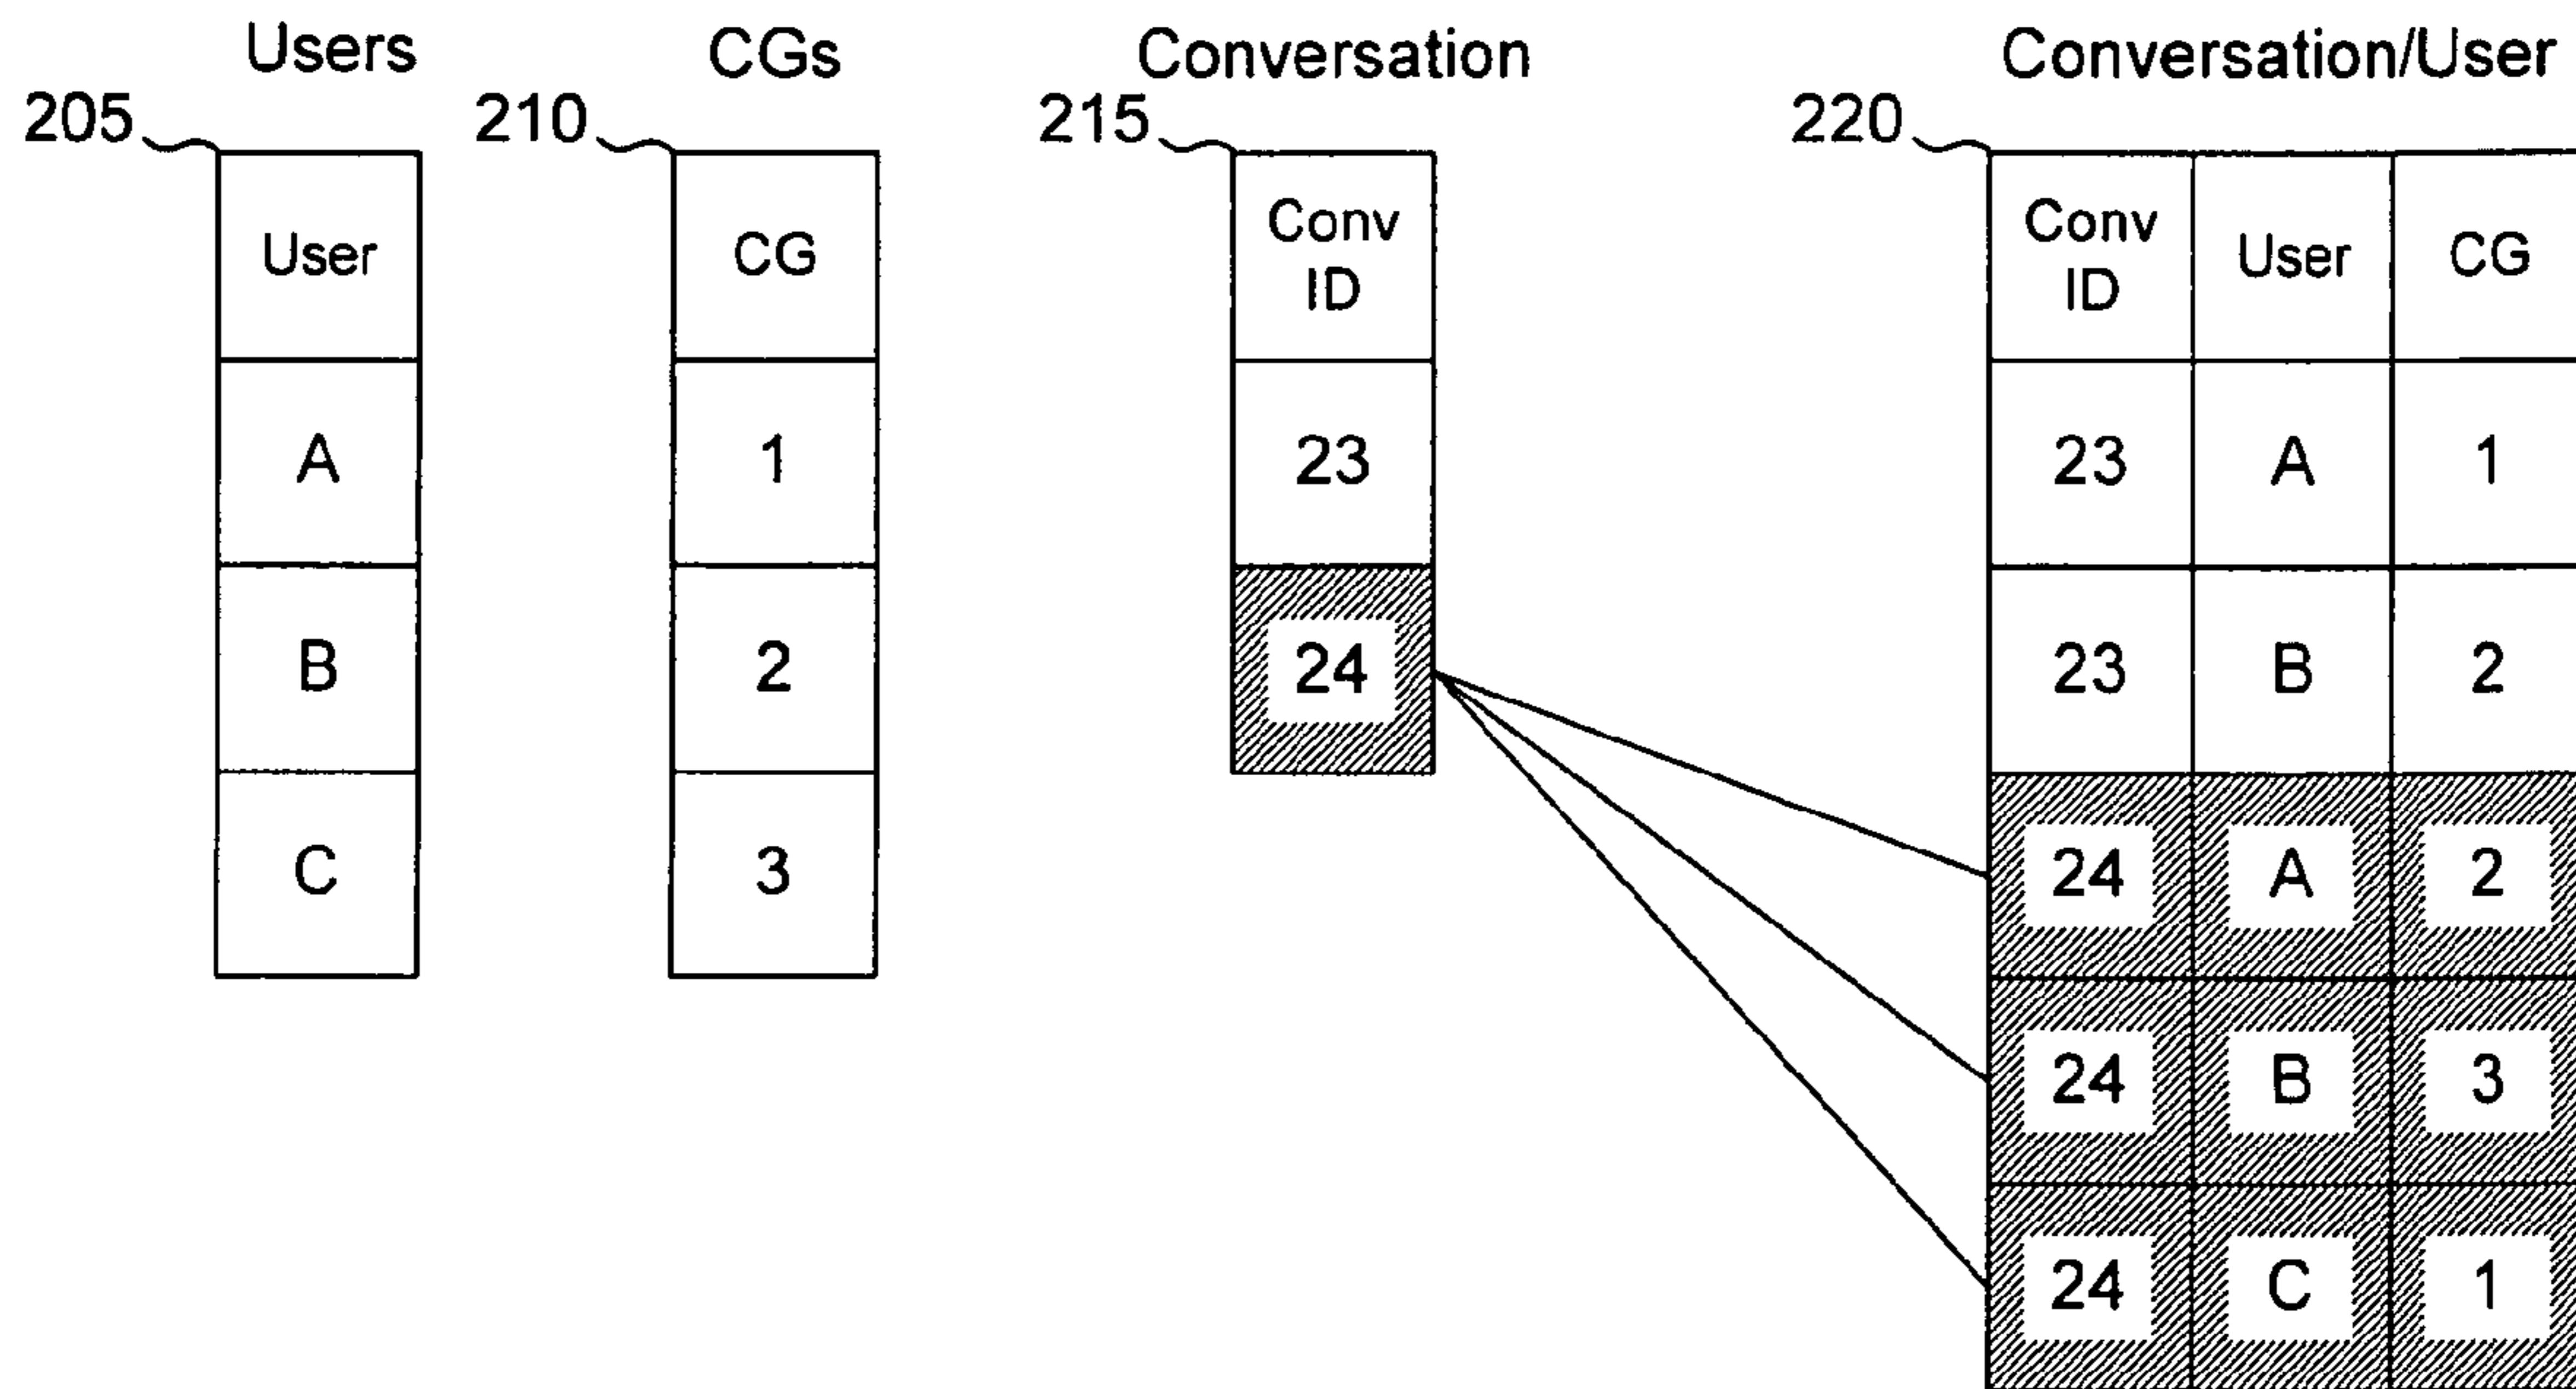 Users CGs Conversation Conversation/User
205 210 215 220
User CG Conv ID Conv ID User CG
A 1 23 23 A 1
B 2 24 23 B 2
C 3 24 A 2
24 B 3
24 C 1